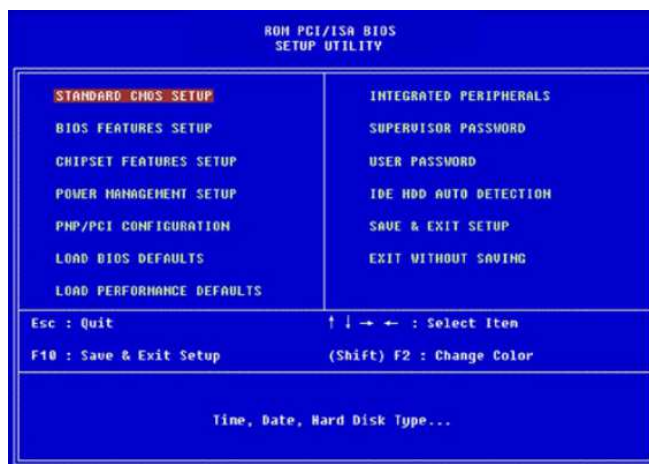 ROM PCI/ISA BIOS
SETUP UTILITY
STANDARD CMOS SETUP
BIOS FEATURES SETUP
CHIPSET FEATURES SETUP
POWER MANAGEMENT SETUP
PNP/PCI CONFIGURATION
LOAD BIOS DEFAULTS
LOAD PERFORMANCE DEFAULTS
INTEGRATED PERIPHERALS
SUPERVISOR PASSWORD
USER PASSWORD
IDE HDD AUTO DETECTION
SAVE & EXIT SETUP
EXIT WITHOUT SAVING
Esc : Quit
↑ ↓ → ← : Select Item
F10 : Save & Exit Setup
(Shift) F2 : Change Color
Time, Date, Hard Disk Type...